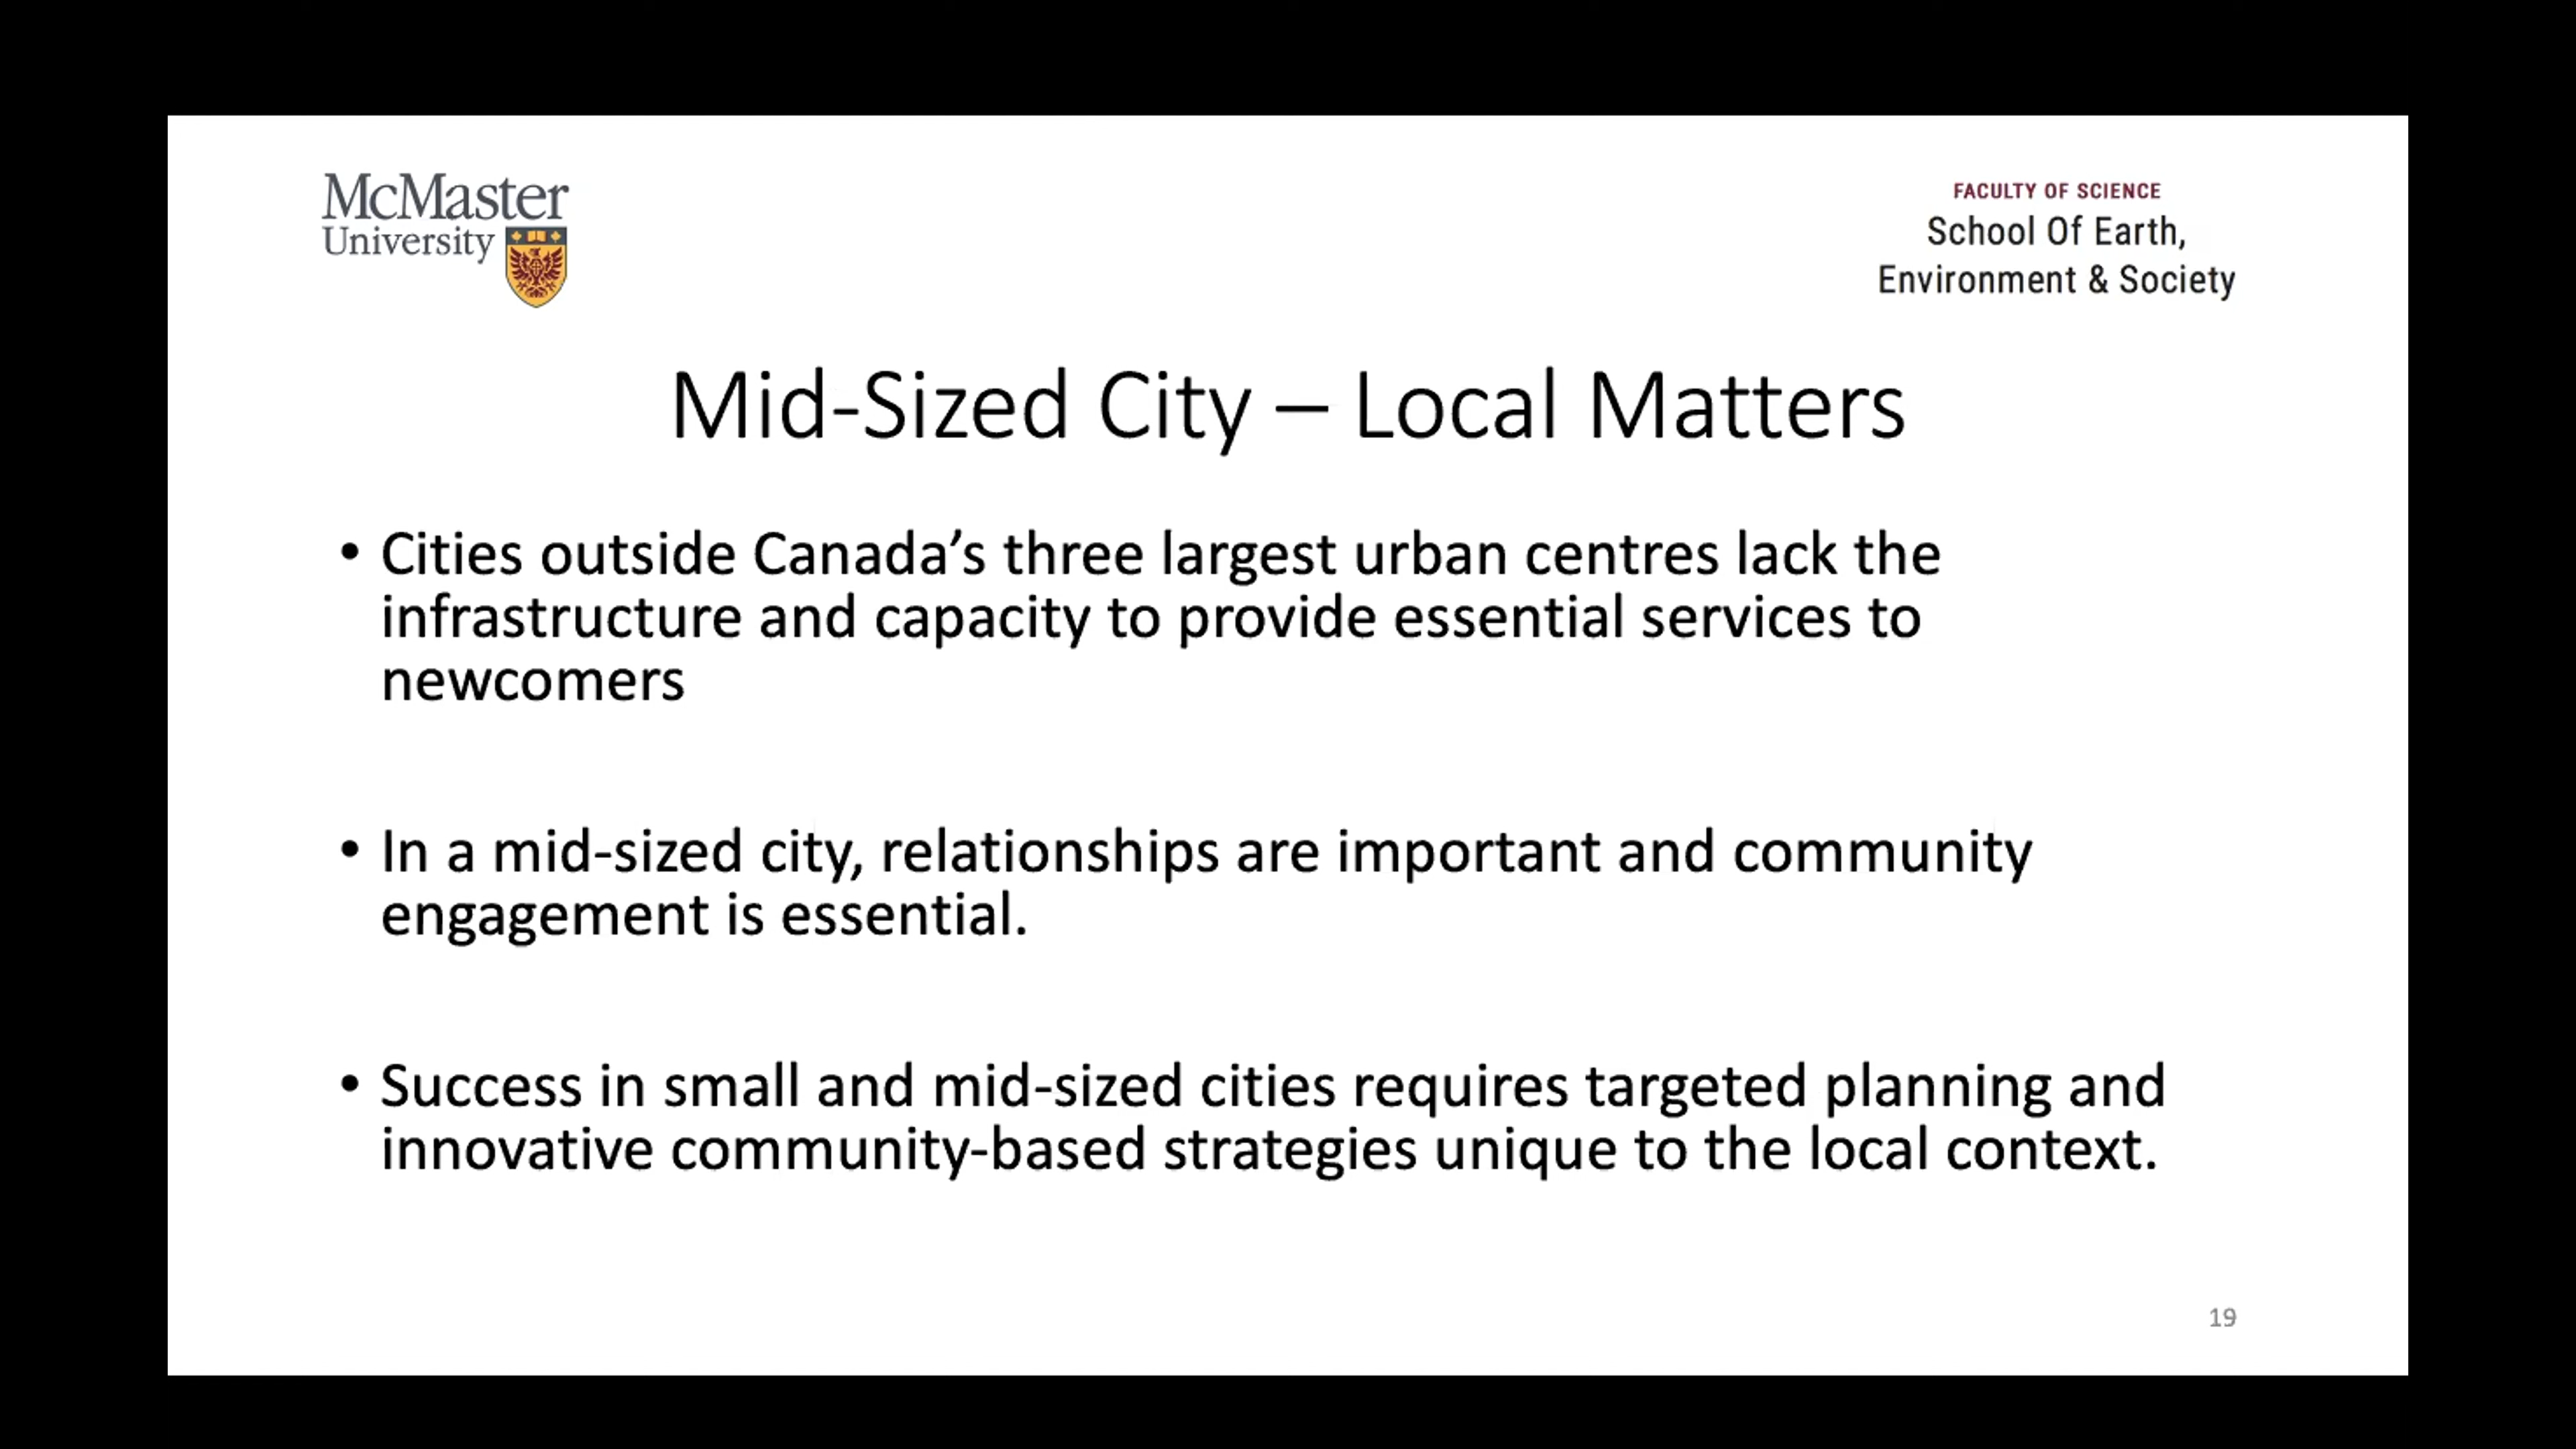 McMaster
University
FACULTY OF SCIENCE
School Of Earth,
Environment & Society
Mid-Sized City – Local Matters
• Cities outside Canada’s three largest urban centres lack the
infrastructure and capacity to provide essential services to
newcomers
• In a mid-sized city, relationships are important and community
engagement is essential.
• Success in small and mid-sized cities requires targeted planning and
innovative community-based strategies unique to the local context.
19